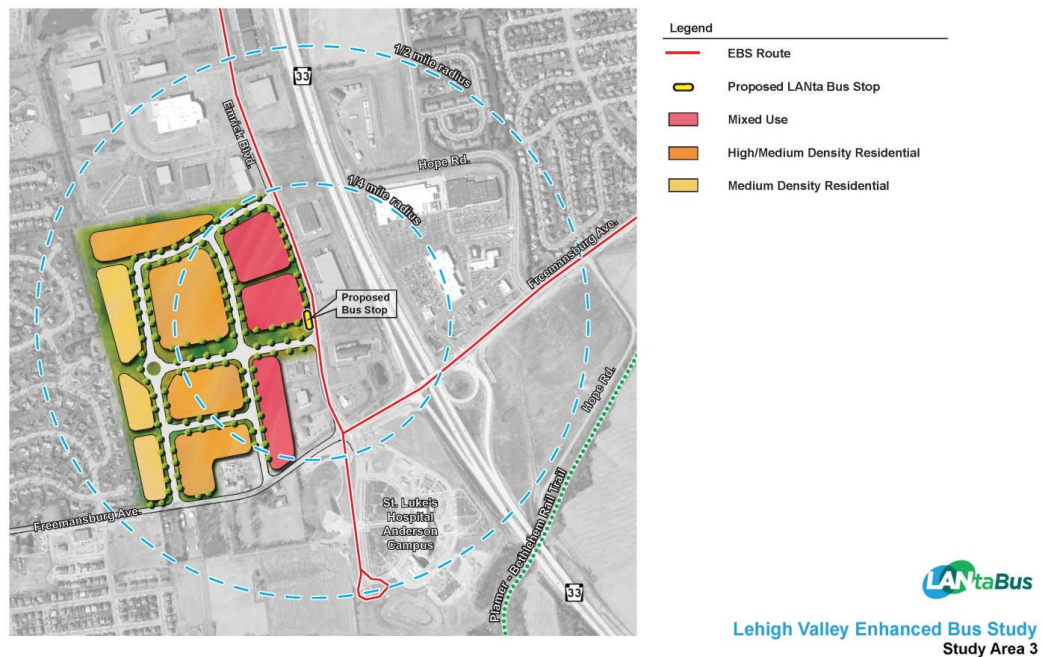 1/2 mile radius
33
Emrick Blvd.
Hope Rd.
1/4 mile radius
Freemansburg Ave.
Proposed
Bus Stop
Hope Rd.
Freemansburg Ave.
St. Luke's
Hospital
Anderson
Campus
Plamer - Bethlehem Rail Trail
33
Legend
EBS Route
Proposed LANta Bus Stop
Mixed Use
High/Medium Density Residential
Medium Density Residential
LANtaBus
Lehigh Valley Enhanced Bus Study
Study Area 3